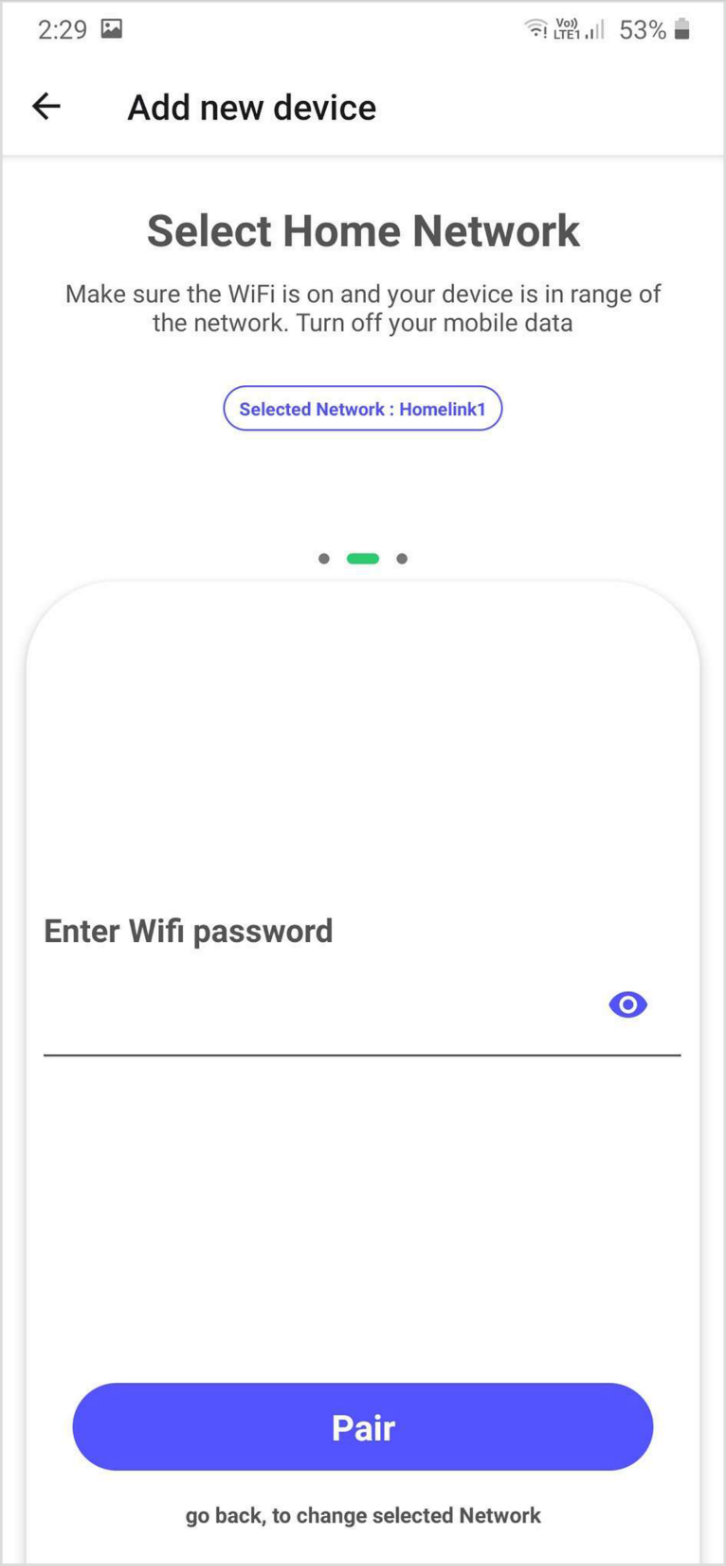 2:29
Vo)) LTE1 53%
Add new device
Select Home Network
Make sure the WiFi is on and your device is in range of
the network. Turn off your mobile data
Selected Network : Homelink1
Enter Wifi password
Pair
go back, to change selected Network